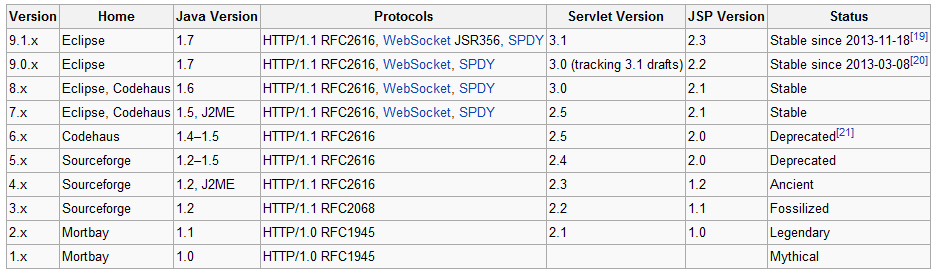 Version Home Java Version Protocols Servlet Version JSP Version Status
9.1.x Eclipse 1.7 HTTP/1.1 RFC2616, WebSocket JSR356, SPDY 3.1 2.3 Stable since 2013-11-18[19]
9.0.x Eclipse 1.7 HTTP/1.1 RFC2616, WebSocket, SPDY 3.0 (tracking 3.1 drafts) 2.2 Stable since 2013-03-08[20]
8.x Eclipse, Codehaus 1.6 HTTP/1.1 RFC2616, WebSocket, SPDY 3.0 2.1 Stable
7.x Eclipse, Codehaus 1.5, J2ME HTTP/1.1 RFC2616, WebSocket, SPDY 2.5 2.1 Stable
6.x Codehaus 1.4–1.5 HTTP/1.1 RFC2616 2.5 2.0 Deprecated[21]
5.x Sourceforge 1.2–1.5 HTTP/1.1 RFC2616 2.4 2.0 Deprecated
4.x Sourceforge 1.2, J2ME HTTP/1.1 RFC2616 2.3 1.2 Ancient
3.x Sourceforge 1.2 HTTP/1.1 RFC2068 2.2 1.1 Fossilized
2.x Mortbay 1.1 HTTP/1.0 RFC1945 2.1 1.0 Legendary
1.x Mortbay 1.0 HTTP/1.0 RFC1945 Mythical